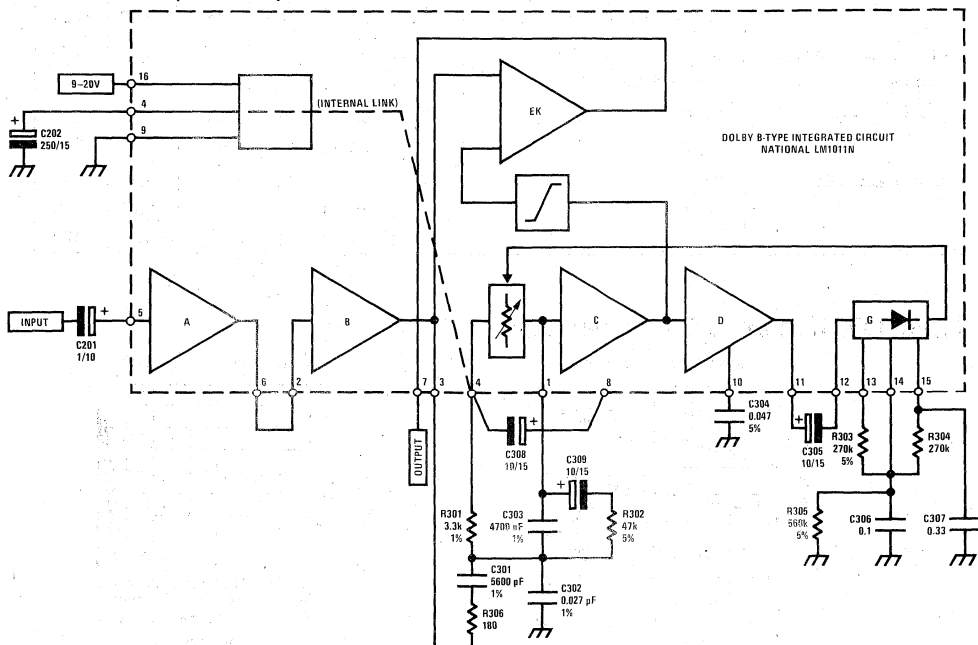 9–20V
16
4
9
C202
250/15
(INTERNAL LINK)
EK
DOLBY B-TYPE INTEGRATED CIRCUIT
NATIONAL LM1011N
INPUT
C201
1/10
5
A
B
C
D
G
6
2
7
3
4
1
8
10
11
12
13
14
15
OUTPUT
C308
10/15
C304
0.047
5%
C305
10/15
R303
270k
5%
R304
270k
C309
10/15
R301
3.3k
1%
C303
4700 pF
1%
R302
47k
5%
R305
560k
5%
C306
0.1
C307
0.33
C301
5600 pF
1%
C302
0.027 pF
1%
R306
180